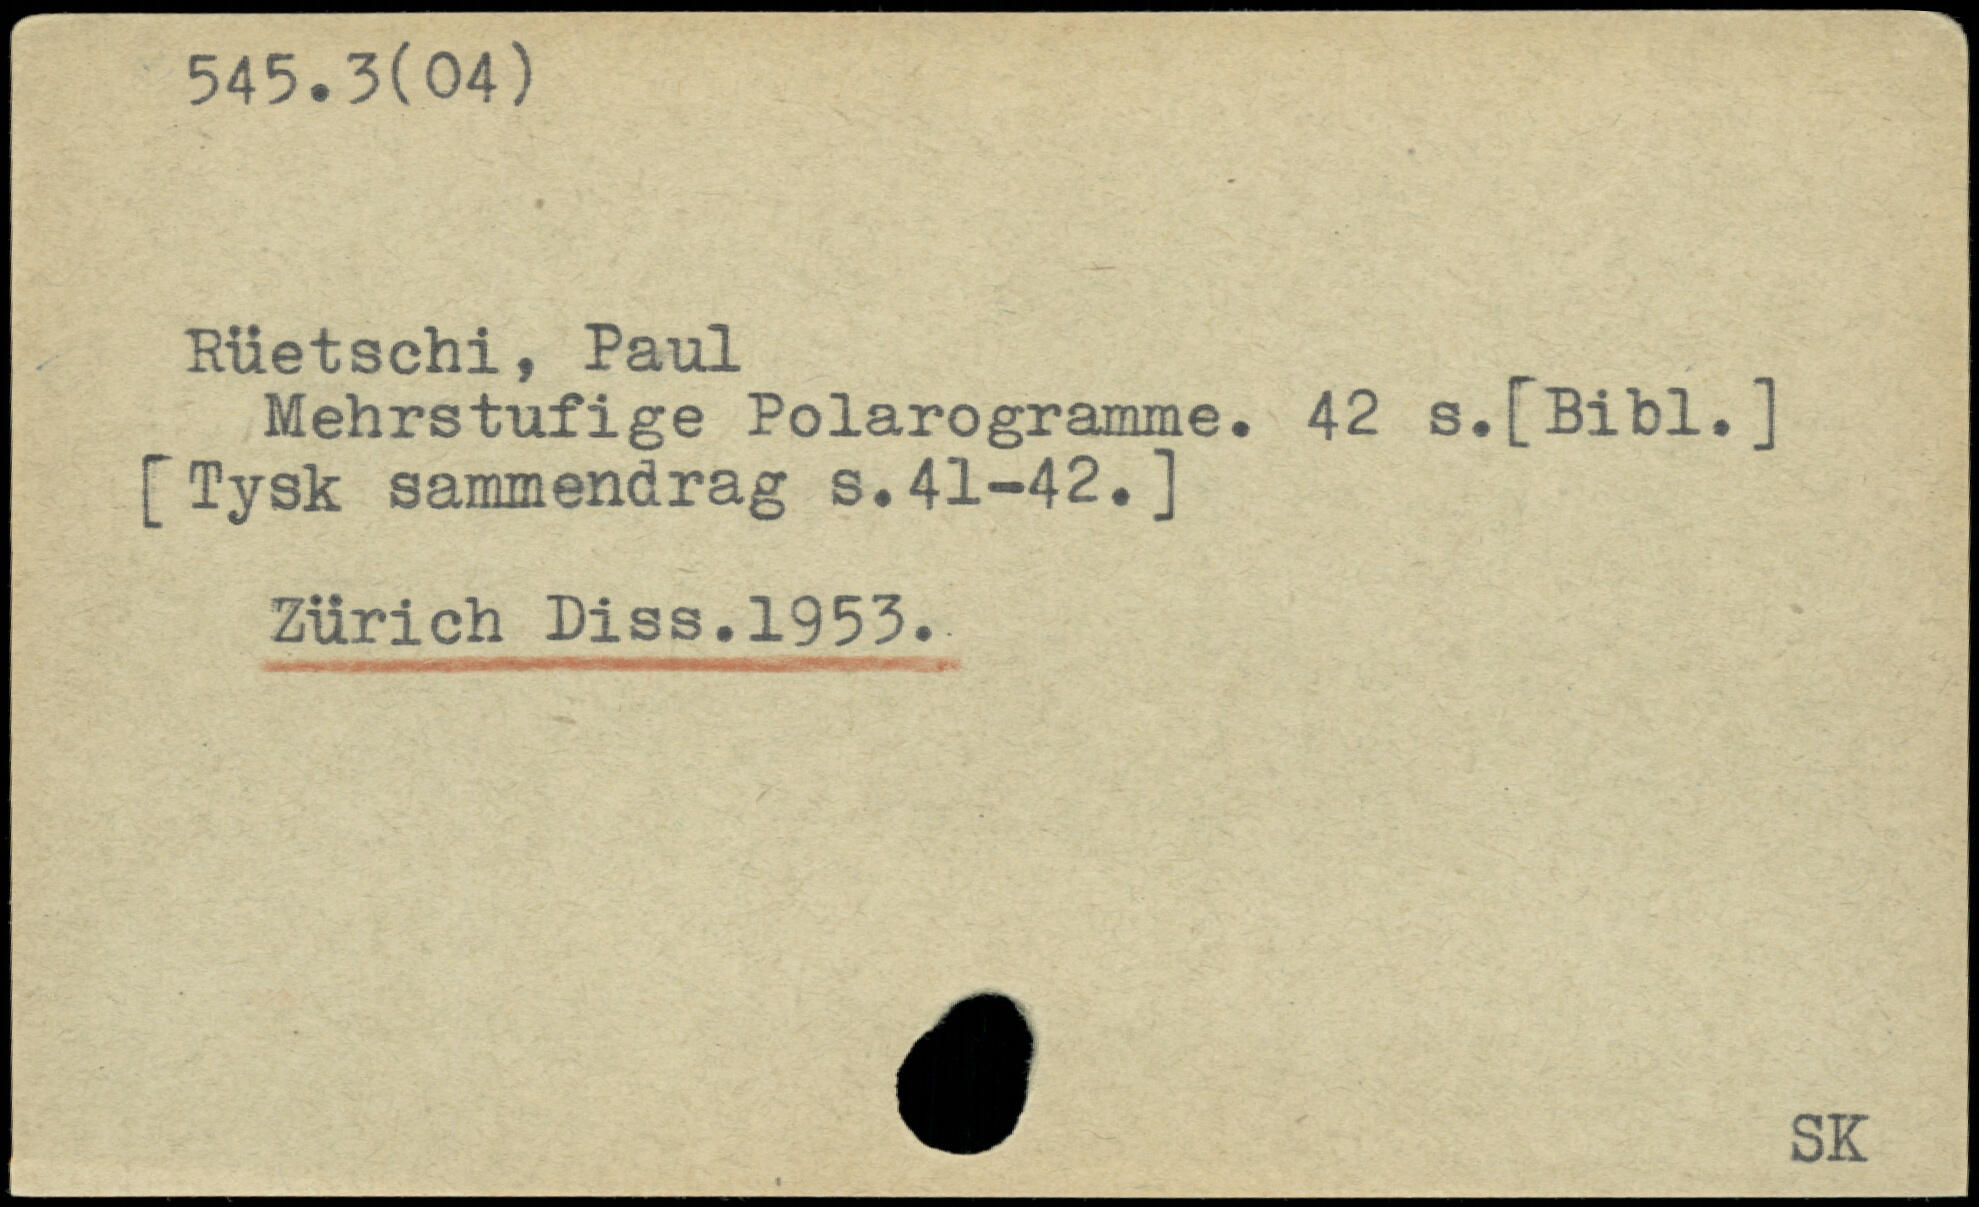 545.3(04)
Rüetschi, Paul
Mehrstufige Polarogramme. 42 s.[Bibl.]
[Tysk sammendrag s.41-42.]
Zürich Diss.1953.
SK